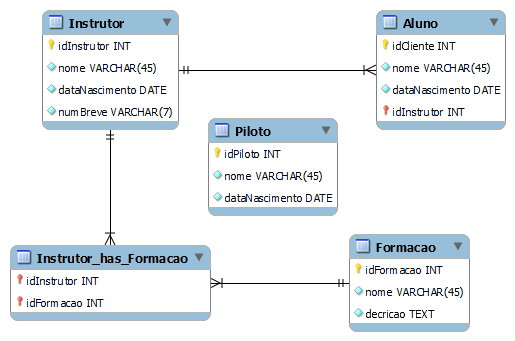 Instrutor
idInstrutor INT
nome VARCHAR(45)
dataNascimento DATE
numBreve VARCHAR(7)
Aluno
idCliente INT
nome VARCHAR(45)
dataNascimento DATE
idInstrutor INT
Piloto
idPiloto INT
nome VARCHAR(45)
dataNascimento DATE
Instrutor_has_Formacao
idInstrutor INT
idFormacao INT
Formacao
idFormacao INT
nome VARCHAR(45)
decricao TEXT